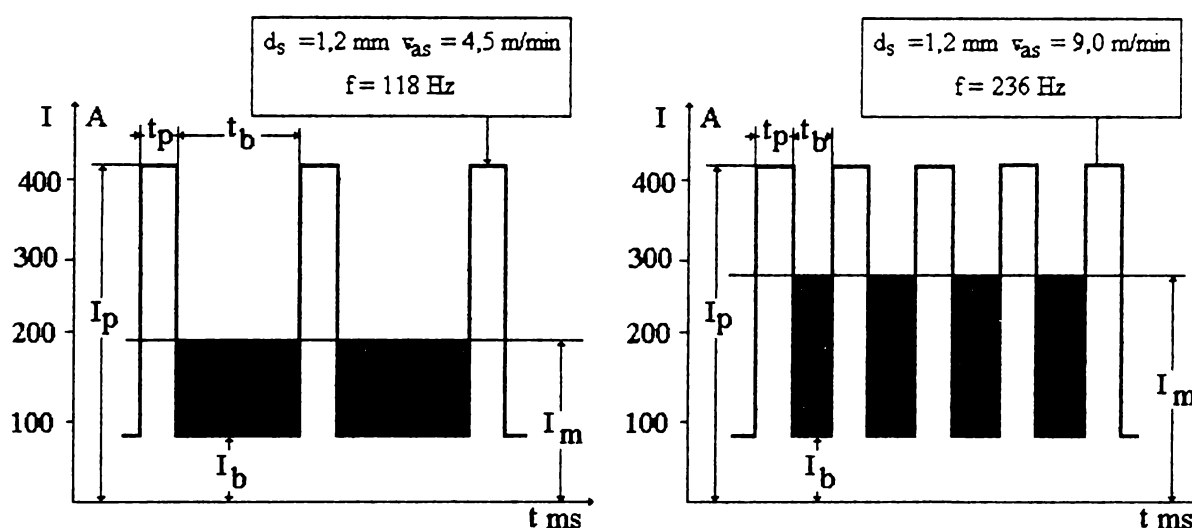 d_s =1,2 mm v_as = 4,5 m/min
f = 118 Hz
I A
t_p t_b
400
300
I_p
200
100
I_b
I_m
t ms
d_s =1,2 mm v_as = 9,0 m/min
f = 236 Hz
I A
t_p t_b
400
300
I_p
200
100
I_b
I_m
t ms